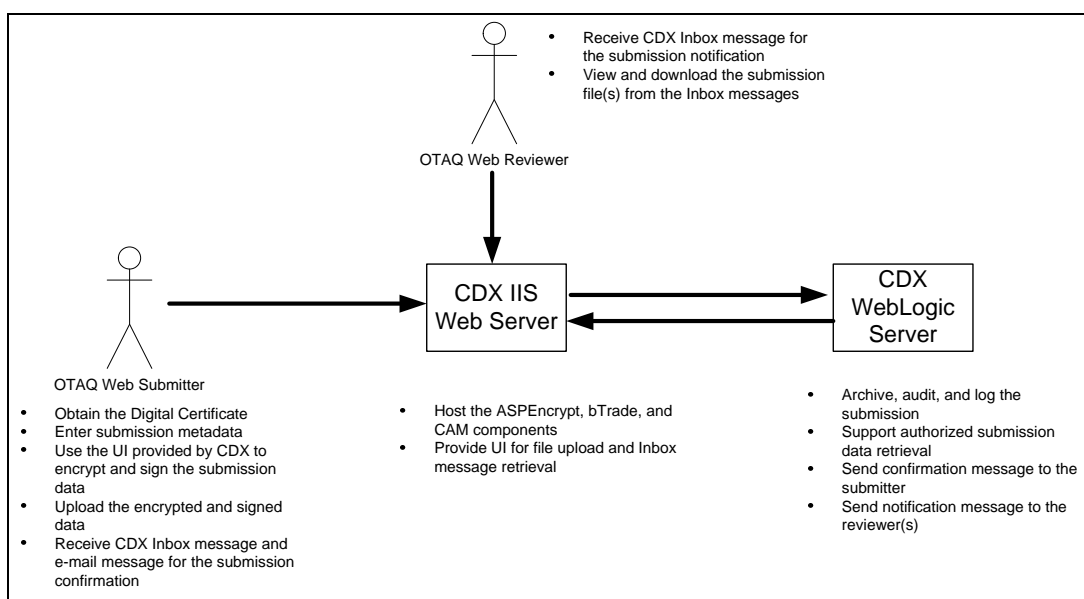 • Receive CDX Inbox message for
the submission notification
• View and download the submission
file(s) from the Inbox messages
OTAQ Web Reviewer
CDX IIS
Web Server
CDX
WebLogic
Server
OTAQ Web Submitter
• Obtain the Digital Certificate
• Enter submission metadata
• Use the UI provided by CDX to
encrypt and sign the submission
data
• Upload the encrypted and signed
data
• Receive CDX Inbox message and
e-mail message for the submission
confirmation
• Host the ASPEncrypt, bTrade, and
CAM components
• Provide UI for file upload and Inbox
message retrieval
• Archive, audit, and log the
submission
• Support authorized submission
data retrieval
• Send confirmation message to the
submitter
• Send notification message to the
reviewer(s)